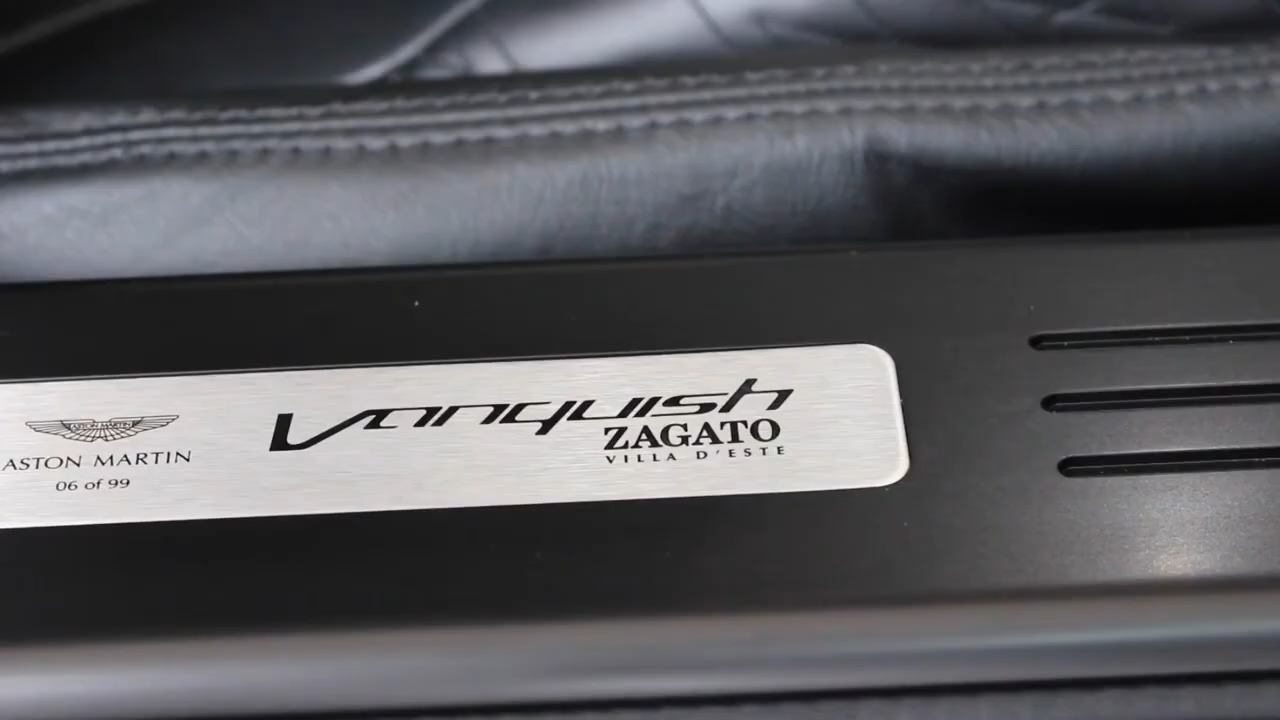 ASTON MARTIN
ASTON MARTIN
06 of 99
Vanquish
ZAGATO
VILLA D'ESTE